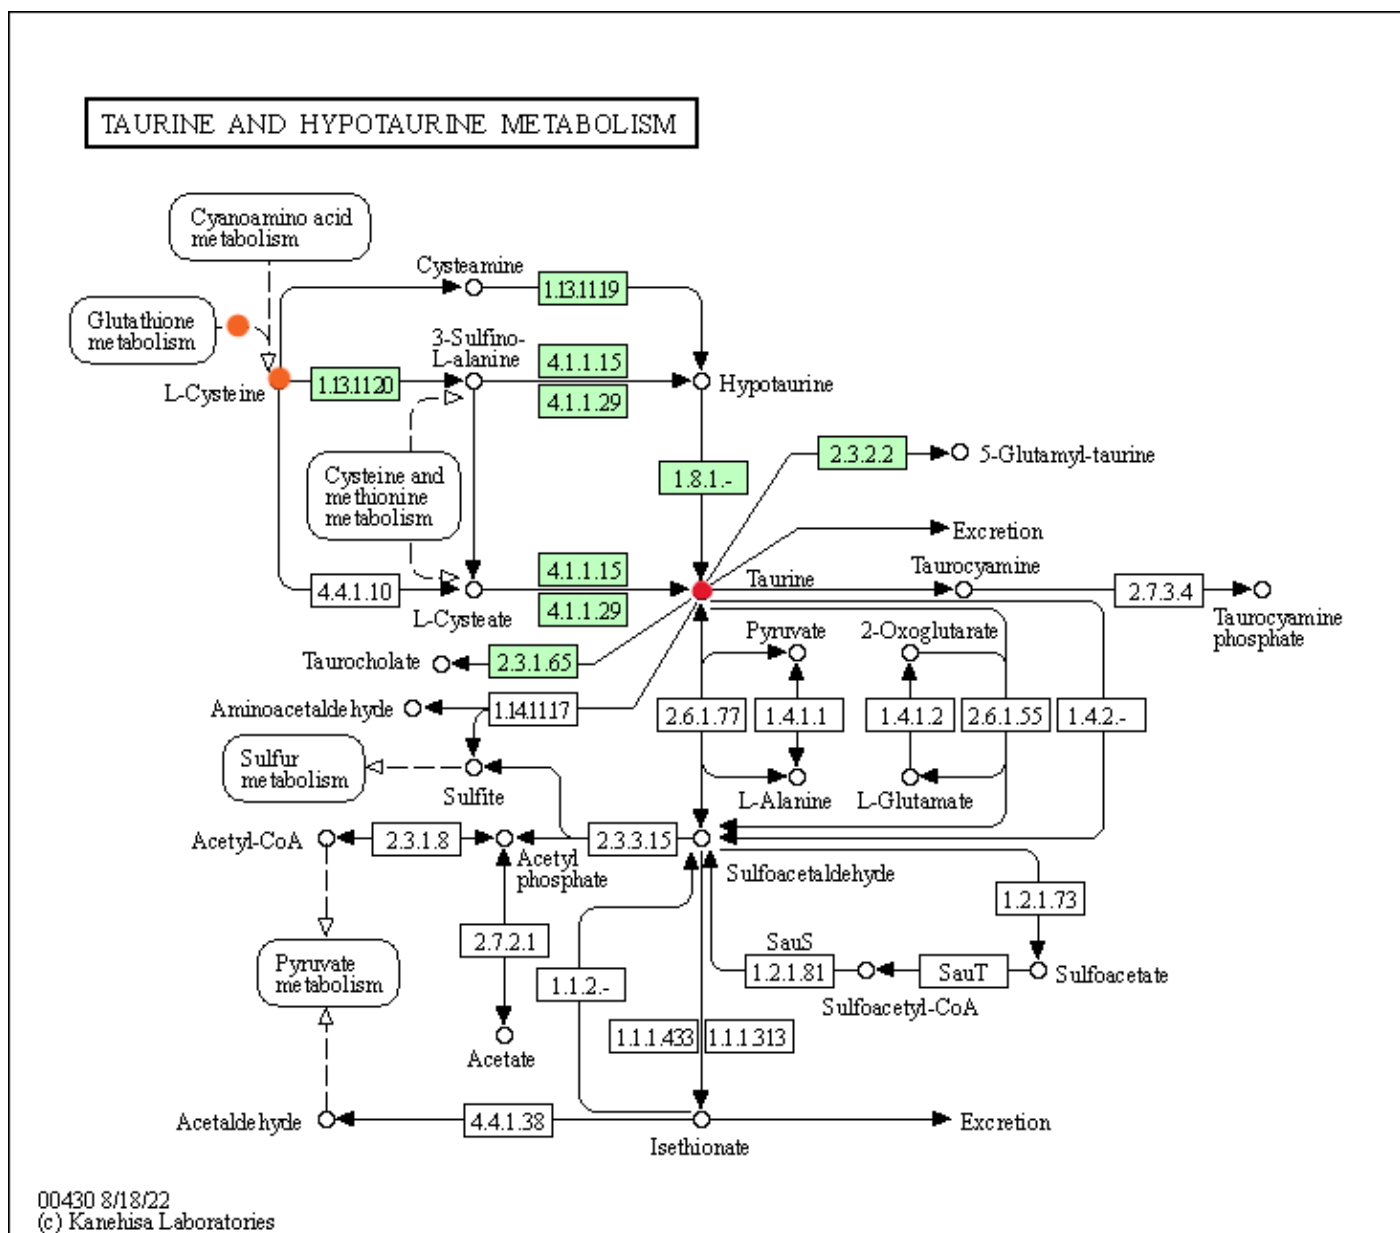 TAURINE AND HYPOTAURINE METABOLISM
Cyanoamino acid
metabolism
Cysteamine
1.13.11.19
Glutathione
metabolism
3-Sulfino-
L-alanine
4.1.1.15
L-Cysteine
1.13.11.20
4.1.1.29
Hypotaurine
2.3.2.2
5-Glutamyl-taurine
Cysteine and
methionine
metabolism
1.8.1.-
Excretion
4.1.1.15
Taurine
Taurocyamine
4.4.1.10
L-Cysteate
4.1.1.29
2.7.3.4
Taurocyamine
phosphate
Pyruvate
2-Oxoglutarate
Taurocholate
2.3.1.65
Aminoacetaldehyde
1.14.11.17
2.6.1.77
1.4.1.1
1.4.1.2
2.6.1.55
1.4.2.-
Sulfur
metabolism
Sulfite
L-Alanine
L-Glutamate
Acetyl-CoA
2.3.1.8
Acetyl
phosphate
2.3.3.15
Sulfoacetaldehyde
1.2.1.73
2.7.2.1
SauS
1.2.1.81
SauT
Sulfoacetate
Pyruvate
metabolism
1.1.2.-
Sulfoacetyl-CoA
1.1.1.433
1.1.1.313
Acetate
Acetaldehyde
4.4.1.38
Isethionate
Excretion
00430 8/18/22
(c) Kanehisa Laboratories